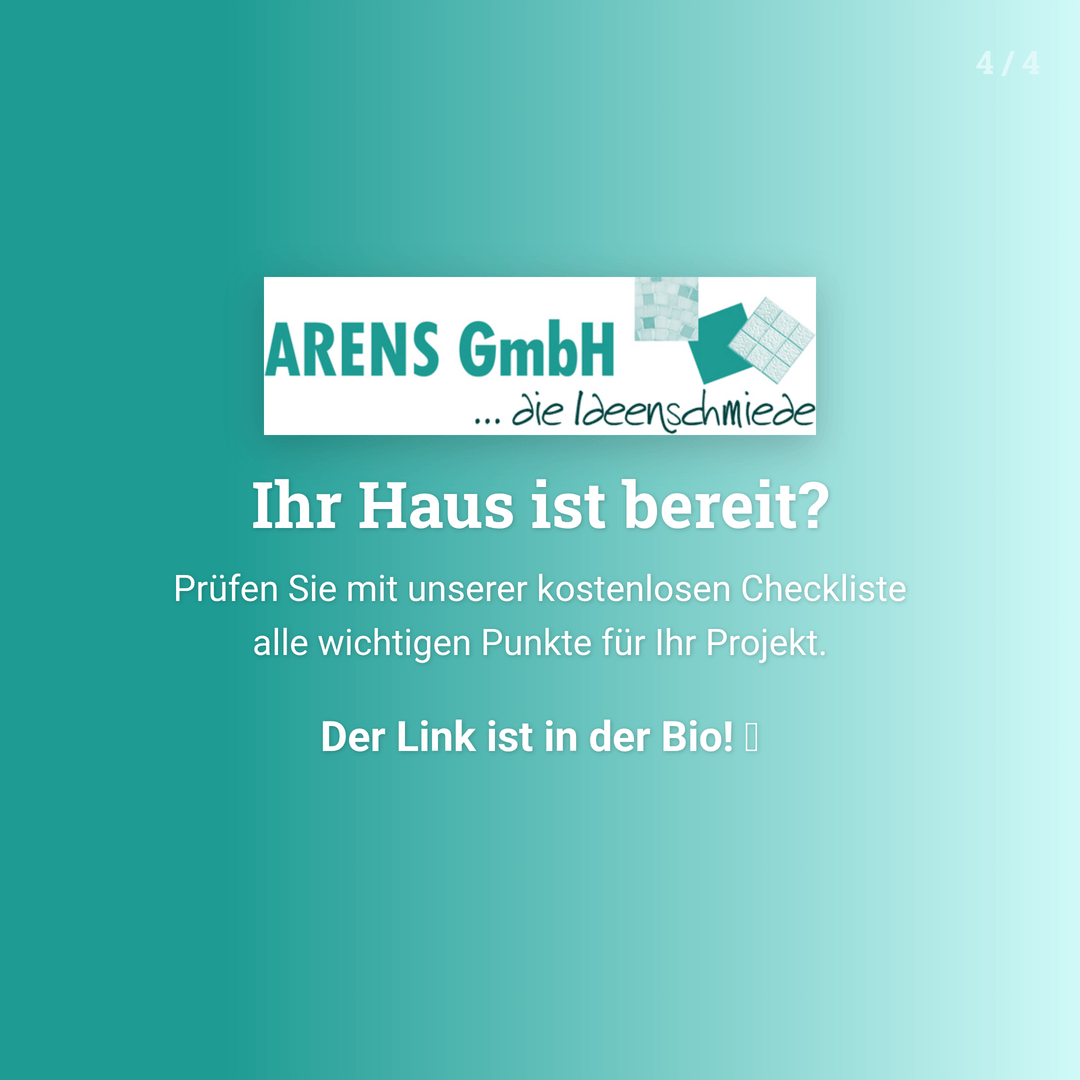 4 / 4
ARENS GmbH
... die Ideenschmiede
Ihr Haus ist bereit?
Prüfen Sie mit unserer kostenlosen Checkliste
alle wichtigen Punkte für Ihr Projekt.
Der Link ist in der Bio!